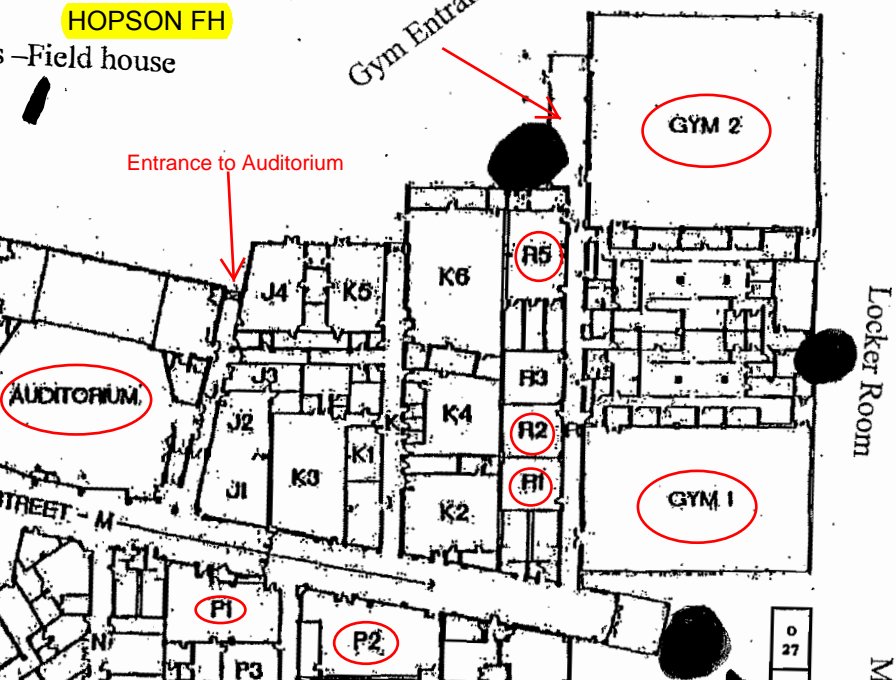 HOPSON FH
–Field house
Gym
Entrance to Auditorium
GYM 2
R5
J4
K5
K6
Locker Room
R3
J3
AUDITORIUM
J2
K
K4
R2
R
K1
R1
J1
K3
K2
GYM 1
STREET - M
P1
N
P2
P3
O
27
M